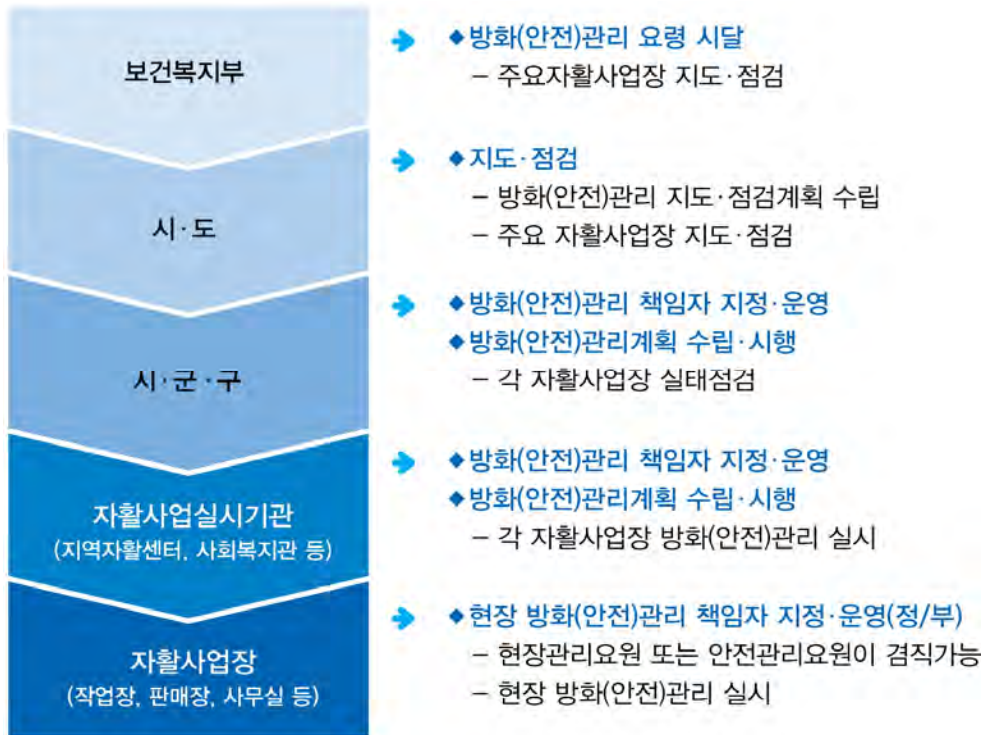 보건복지부
◆방화(안전)관리 요령 시달
– 주요자활사업장 지도·점검
시·도
◆지도·점검
– 방화(안전)관리 지도·점검계획 수립
– 주요 자활사업장 지도·점검
시·군·구
◆방화(안전)관리 책임자 지정·운영
◆방화(안전)관리계획 수립·시행
– 각 자활사업장 실태점검
자활사업실시기관
(지역자활센터, 사회복지관 등)
◆방화(안전)관리 책임자 지정·운영
◆방화(안전)관리계획 수립·시행
– 각 자활사업장 방화(안전)관리 실시
자활사업장
(작업장, 판매장, 사무실 등)
◆현장 방화(안전)관리 책임자 지정·운영(정/부)
– 현장관리요원 또는 안전관리요원이 겸직가능
– 현장 방화(안전)관리 실시